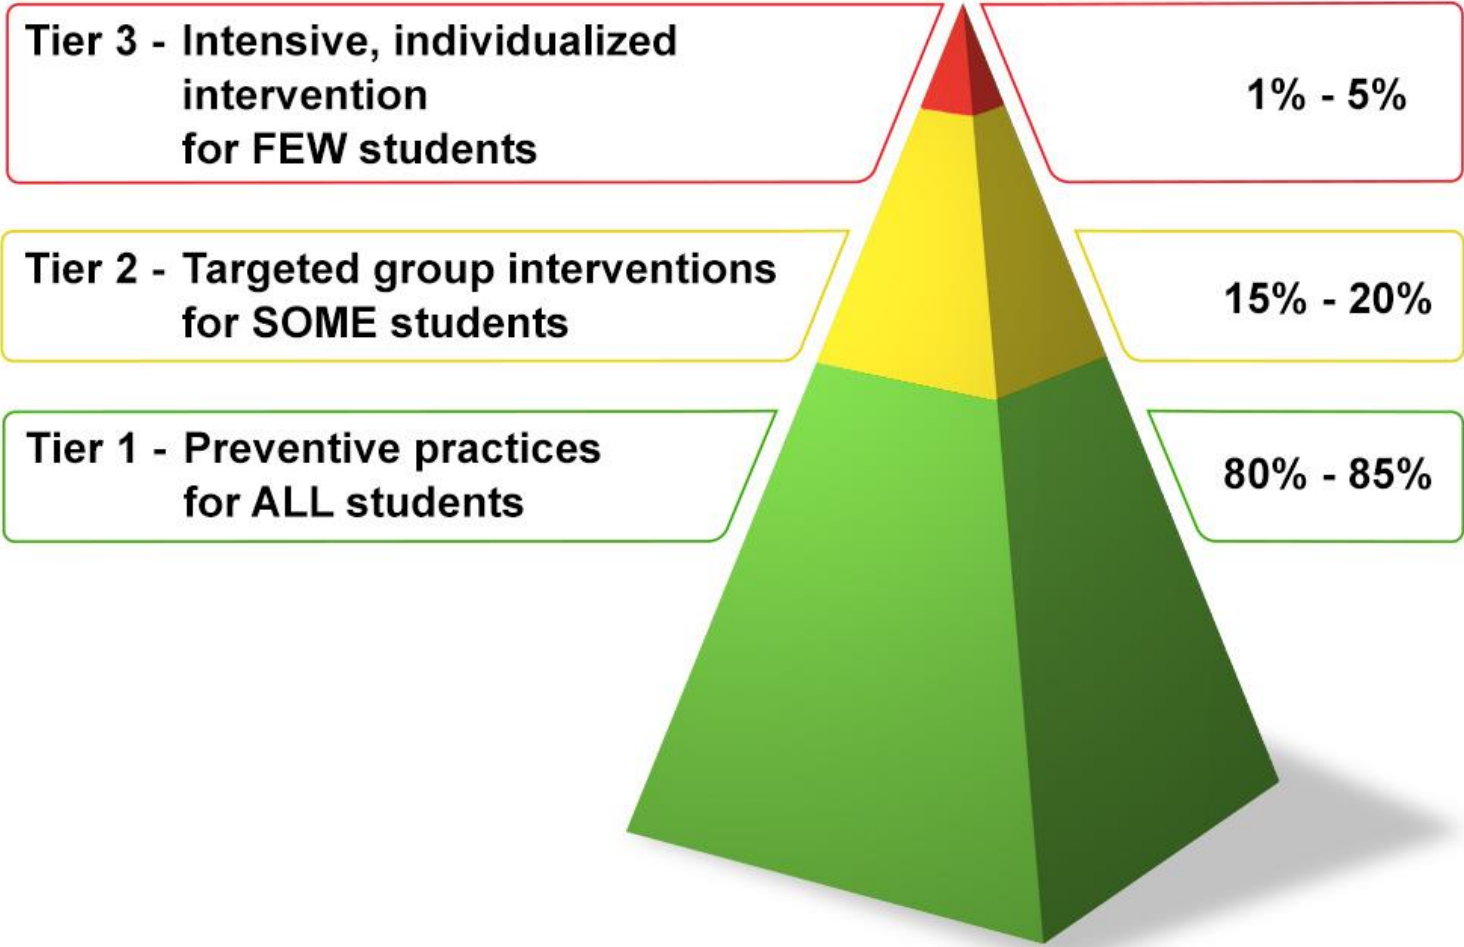 Tier 3 - Intensive, individualized
intervention
for FEW students
1% - 5%
Tier 2 - Targeted group interventions
for SOME students
15% - 20%
Tier 1 - Preventive practices
for ALL students
80% - 85%